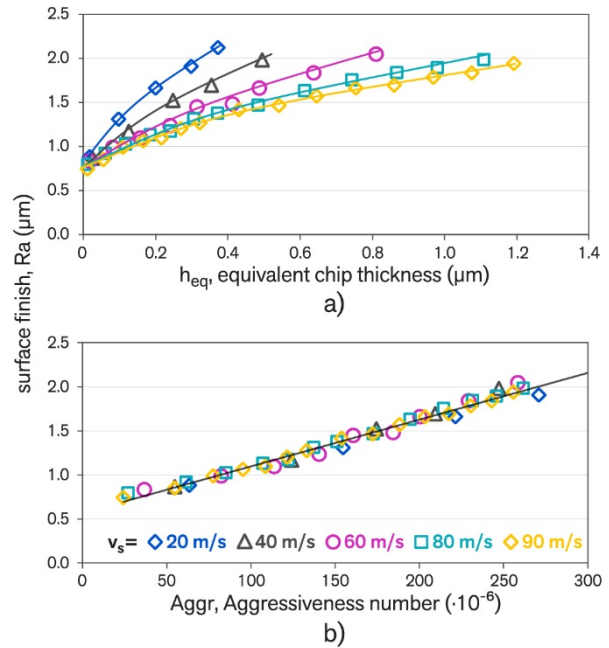 2.5
2.0
1.5
1.0
0.5
0.0
0 0.2 0.4 0.6 0.8 1.0 1.2 1.4
h_eq, equivalent chip thickness (μm)
a)
surface finish, Ra (μm)
2.5
2.0
1.5
1.0
0.5
0.0
v_s= 20 m/s 40 m/s 60 m/s 80 m/s 90 m/s
0 50 100 150 200 250 300
Aggr, Aggressiveness number (·10⁻⁶)
b)